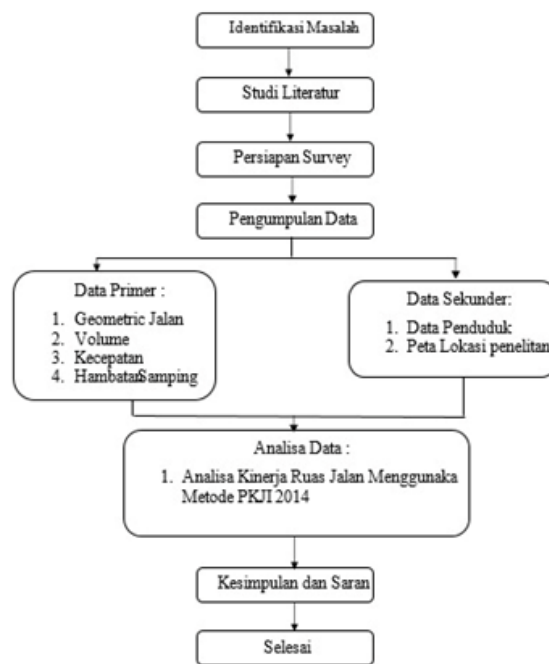 Identifikasi Masalah
Studi Literatur
Persiapan Survey
Pengumpulan Data
Data Primer :
1. Geometric Jalan
2. Volume
3. Kecepatan
4. HambatanSamping
Data Sekunder:
1. Data Penduduk
2. Peta Lokasi penelitan
Analisa Data :
1. Analisa Kinerja Ruas Jalan Menggunaka
Metode PKJI 2014
Kesimpulan dan Saran
Selesai